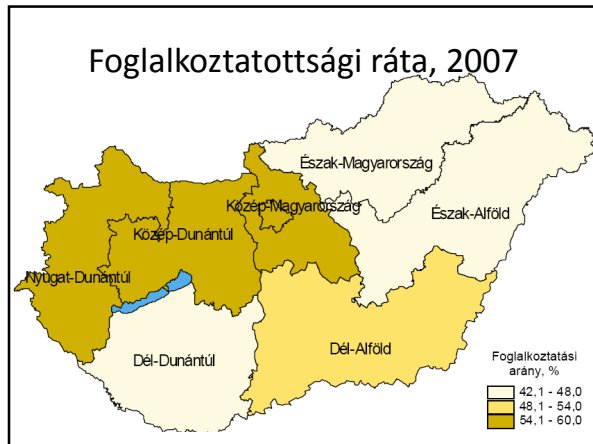 Foglalkoztatottsági ráta, 2007
Észak-Magyarország
Észak-Alföld
Közép-Magyarország
Közép-Dunántúl
Nyugat-Dunántúl
Dél-Dunántúl
Dél-Alföld
Foglalkoztatási
arány, %
42,1 - 48,0
48,1 - 54,0
54,1 - 60,0